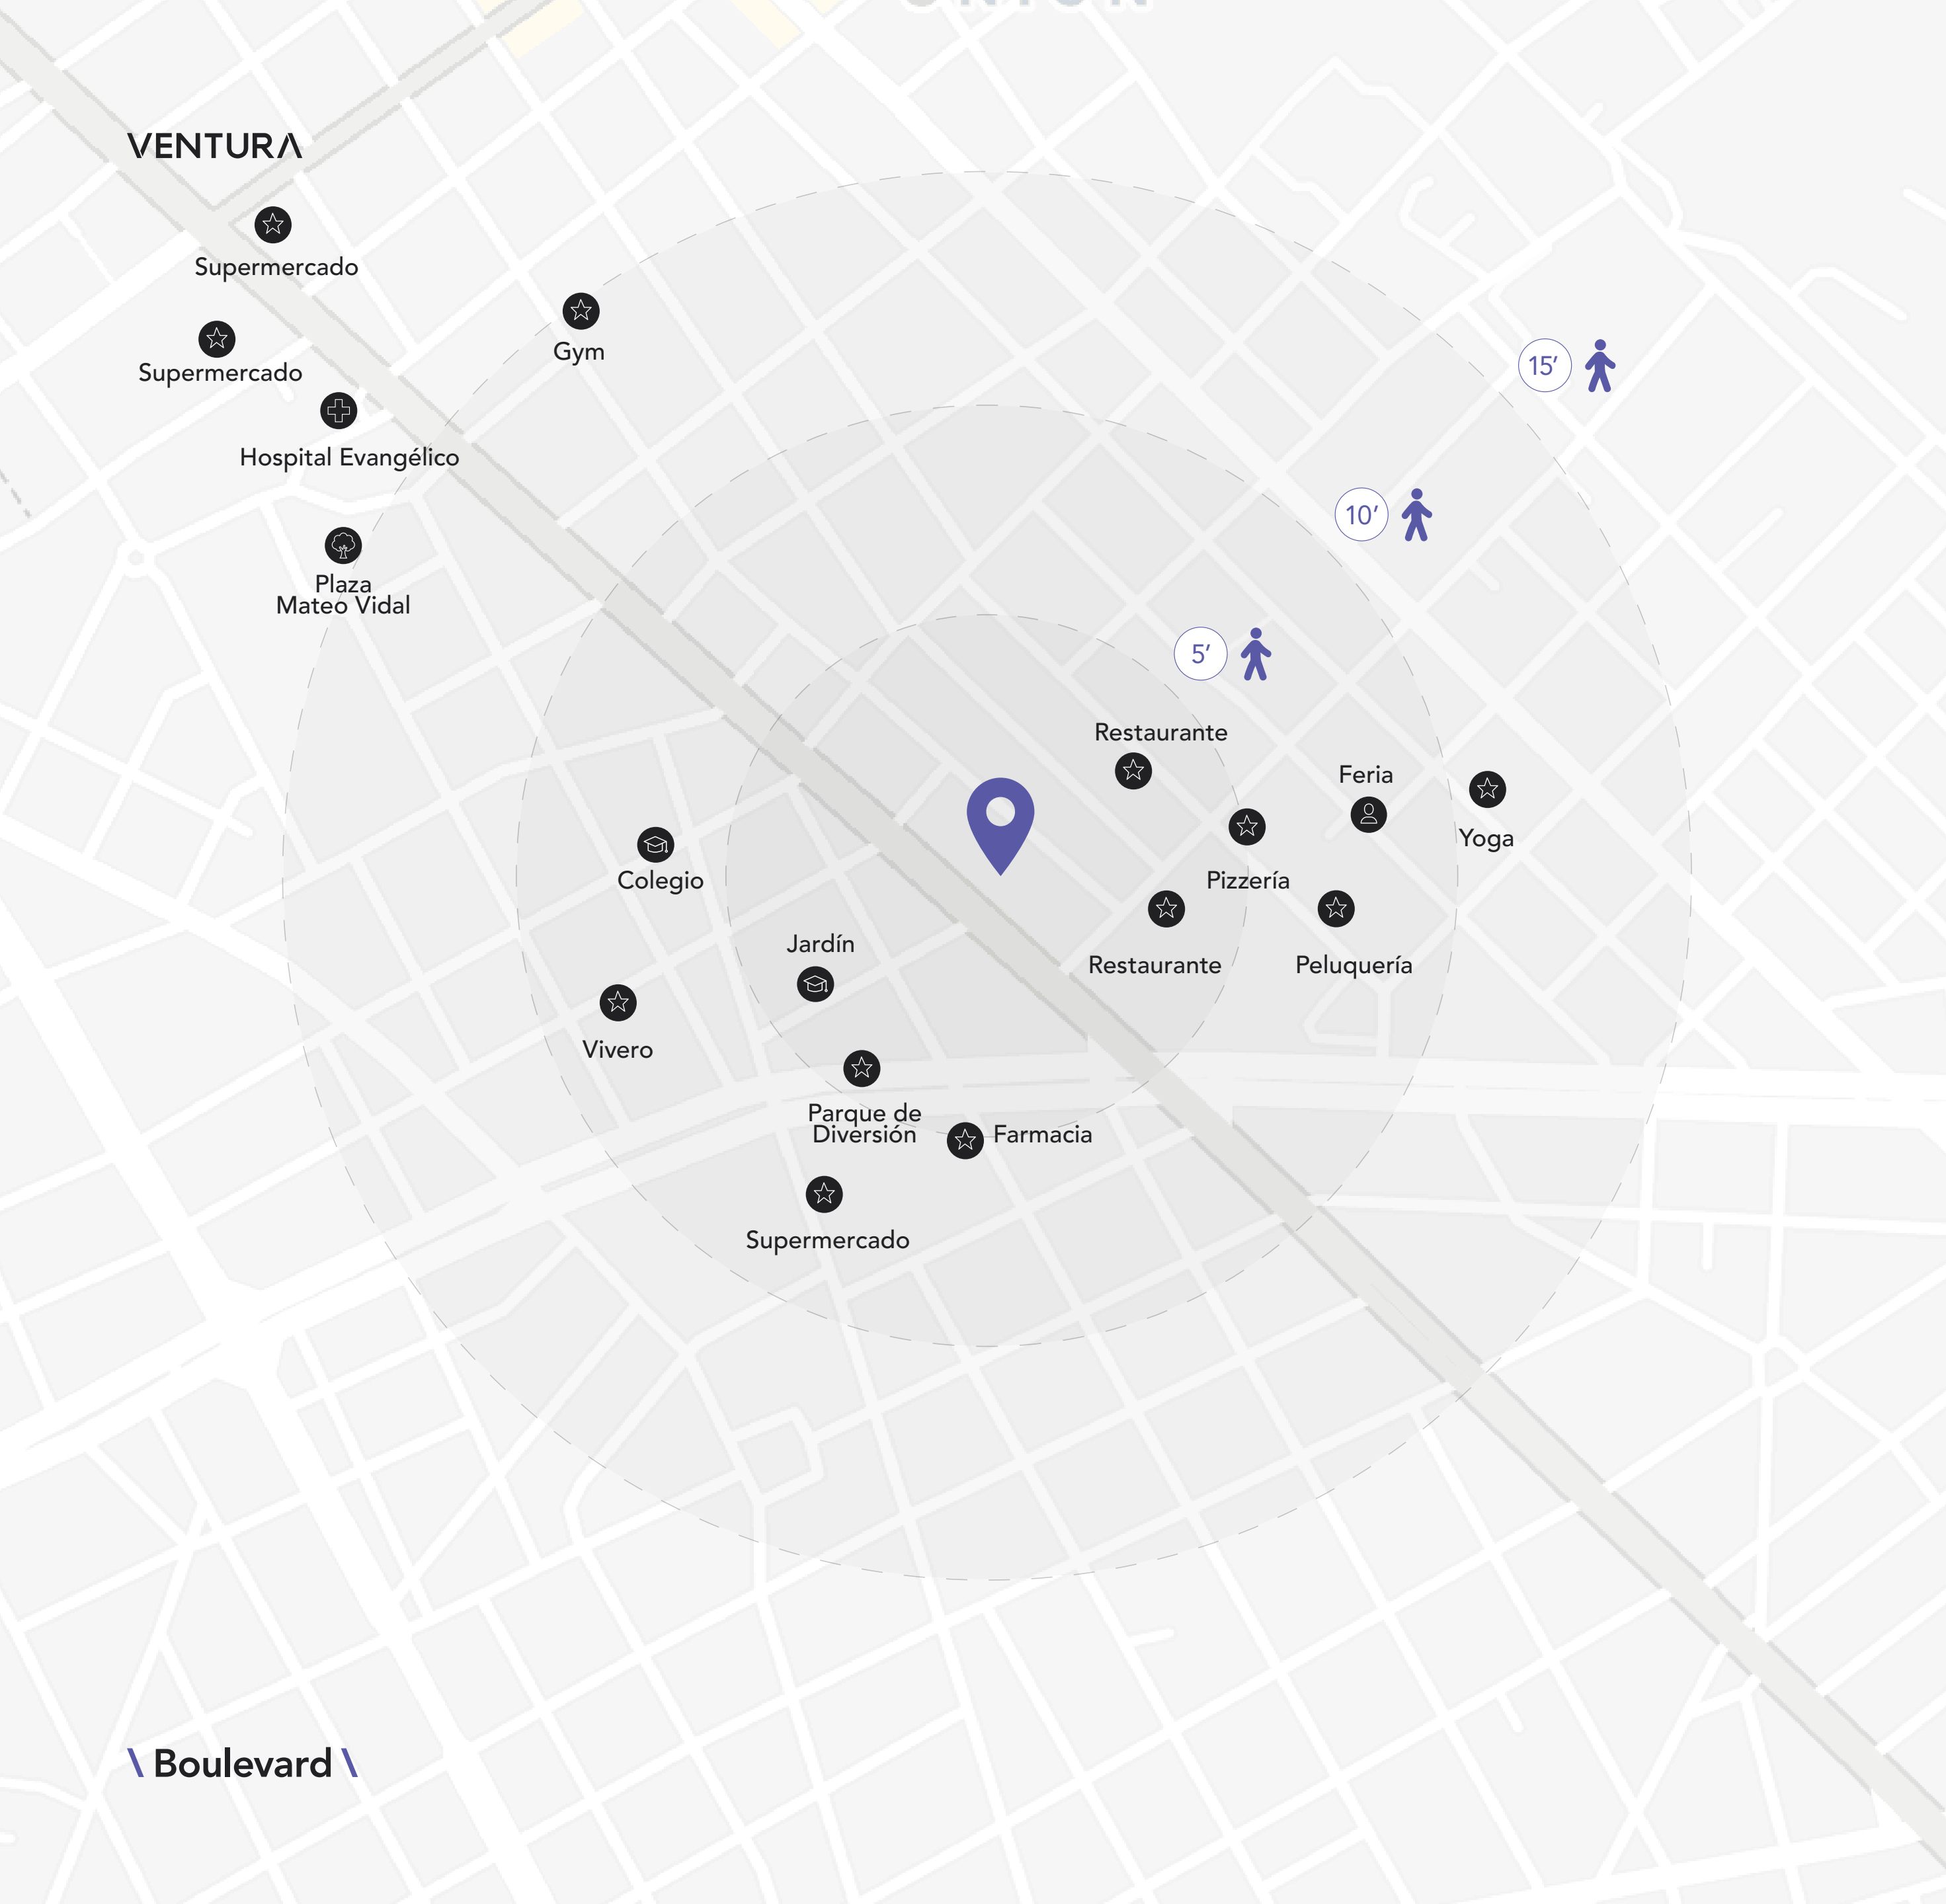 VENTURA
Supermercado
Gym
Supermercado
15’
Hospital Evangélico
10’
Plaza
Mateo Vidal
5’
Restaurante
Feria
Yoga
Colegio
Pizzería
Jardín
Restaurante
Peluquería
Vivero
Parque de
Diversión
Farmacia
Supermercado
\ Boulevard \